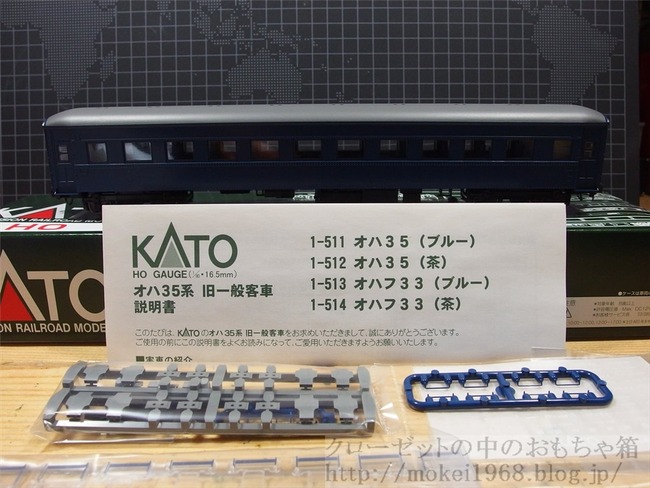 KATO
HO GAUGE(1/80・16.5mm)
オハ35系 旧一般客車
説明書
1-511 オハ３５（ブルー）
1-512 オハ３５（茶）
1-513 オハフ３３（ブルー）
1-514 オハフ３３（茶）
このたびは、KATOのオハ35系 旧一般客車をお求めいただきまして、誠にありがとうございます。
ご使用の前にこの説明書をよくお読みになって、ご愛用いただきますようお願いいたします。
■実車の紹介
HO
KATO
RAILROAD MODE
クローゼットの中のおもちゃ箱
http://mokei1968.blog.jp/